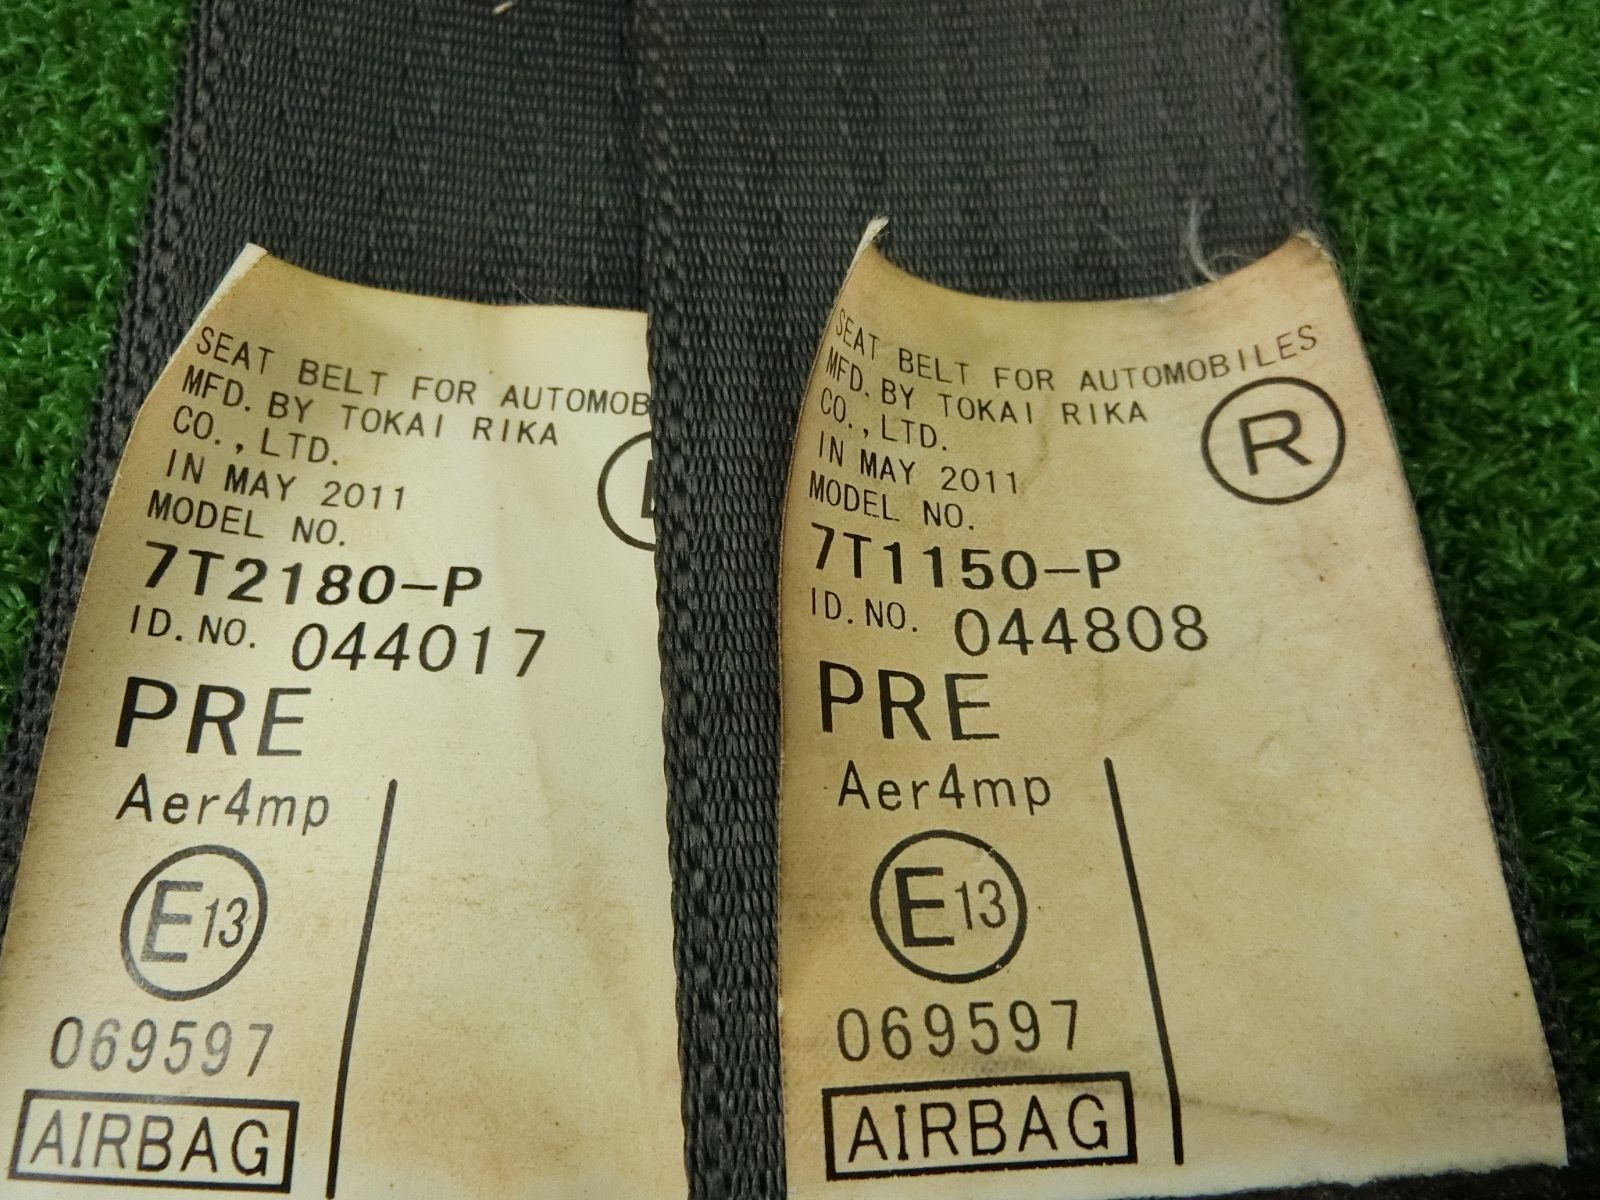 SEAT BELT FOR AUTOMOB
MFD. BY TOKAI RIKA
CO., LTD.
IN MAY 2011
MODEL NO.
7T2180-P
ID. NO. 044017
PRE
Aer4mp
E13
069597
AIRBAG
SEAT BELT FOR AUTOMOBILES
MFD. BY TOKAI RIKA
CO., LTD.
R
IN MAY 2011
MODEL NO.
7T1150-P
ID. NO. 044808
PRE
Aer4mp
E13
069597
AIRBAG